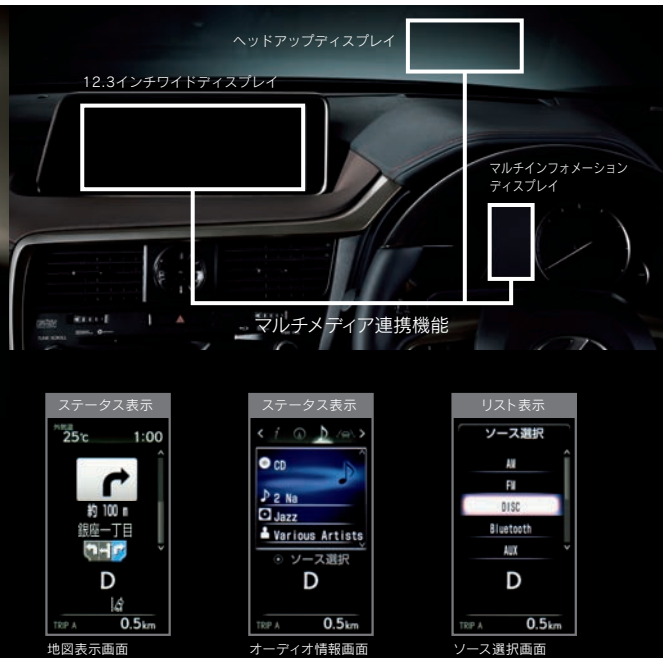 ヘッドアップディスプレイ
12.3インチワイドディスプレイ
マルチインフォメーション
ディスプレイ
マルチメディア連携機能
TUNE SCROLL
ステータス表示
外気温
25℃ 1:00
約 100 m
銀座一丁目
D
TRIP A 0.5km
地図表示画面
ステータス表示
CD
2 Na
Jazz
Various Artists
ソース選択
D
TRIP A 0.5km
オーディオ情報画面
リスト表示
ソース選択
AM
FM
DISC
Bluetooth
AUX
D
TRIP A 0.5km
ソース選択画面